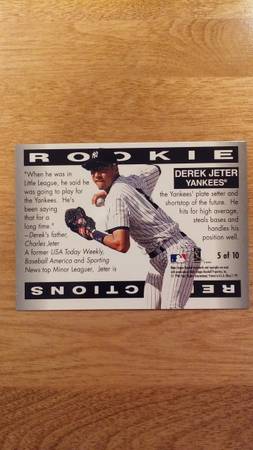 ROOKIE
"When he was in
Little League, he said he
was going to play for
the Yankees. He's
been saying
that for a
long time."
–Derek's father,
Charles Jeter
A former USA Today Weekly,
Baseball America and Sporting
News top Minor Leaguer, Jeter is
DEREK JETER
YANKEES®
the Yankees' plate setter and
shortstop of the future. He
hits for high average,
steals bases and
handles his
position well.
5 of 10
RE CTIONS